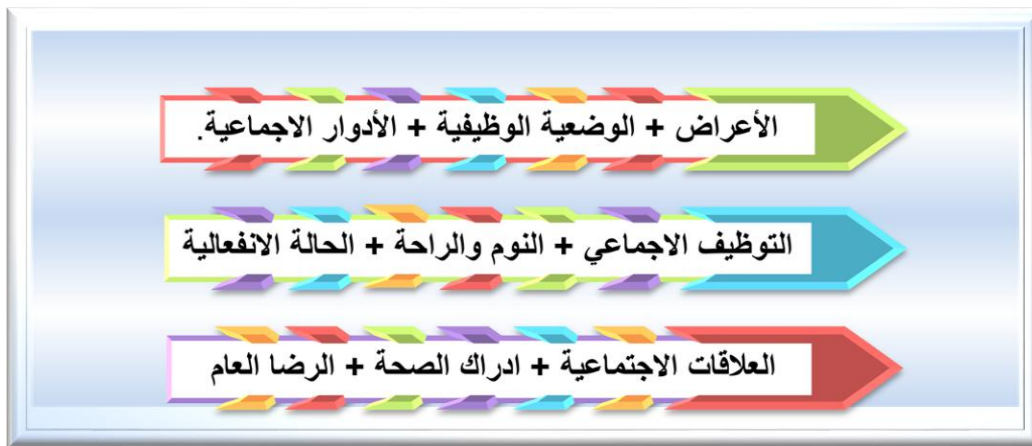 الأعراض + الوضعية الوظيفية + الأدوار الاجماعية.
التوظيف الاجماعي + النوم والراحة + الحالة الانفعالية
العلاقات الاجتماعية + ادراك الصحة + الرضا العام